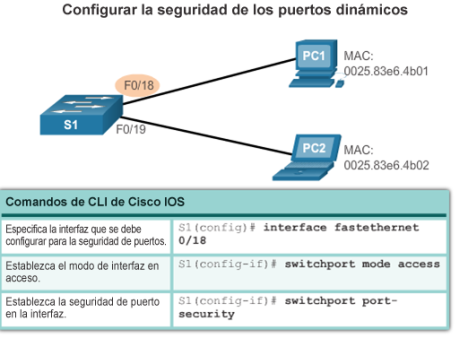 Configurar la seguridad de los puertos dinámicos
PC1
MAC:
0025.83e6.4b01
F0/18
S1
F0/19
PC2
MAC:
0025.83e6.4b02
Comandos de CLI de Cisco IOS
Especifica la interfaz que se debe
configurar para la seguridad de puertos.
S1(config)# interface fastethernet
0/18
Establezca el modo de interfaz en
acceso.
S1(config-if)# switchport mode access
Establezca la seguridad de puerto
en la interfaz.
S1(config-if)# switchport port-
security